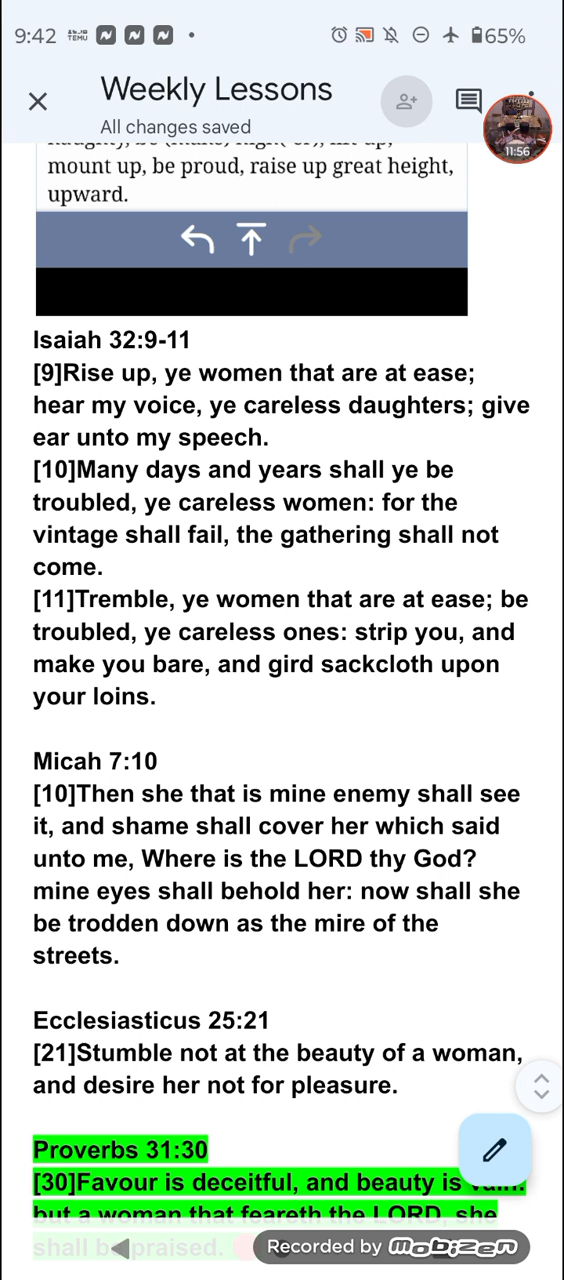 9:42
TEMU
65%
Weekly Lessons
All changes saved
11:56
mount up, be proud, raise up great height,
upward.
Isaiah 32:9-11
[9]Rise up, ye women that are at ease;
hear my voice, ye careless daughters; give
ear unto my speech.
[10]Many days and years shall ye be
troubled, ye careless women: for the
vintage shall fail, the gathering shall not
come.
[11]Tremble, ye women that are at ease; be
troubled, ye careless ones: strip you, and
make you bare, and gird sackcloth upon
your loins.
Micah 7:10
[10]Then she that is mine enemy shall see
it, and shame shall cover her which said
unto me, Where is the LORD thy God?
mine eyes shall behold her: now shall she
be trodden down as the mire of the
streets.
Ecclesiasticus 25:21
[21]Stumble not at the beauty of a woman,
and desire her not for pleasure.
Proverbs 31:30
[30]Favour is deceitful, and beauty is vain:
but a woman that feareth the LORD, she
shall be praised.
Recorded by Mobizen